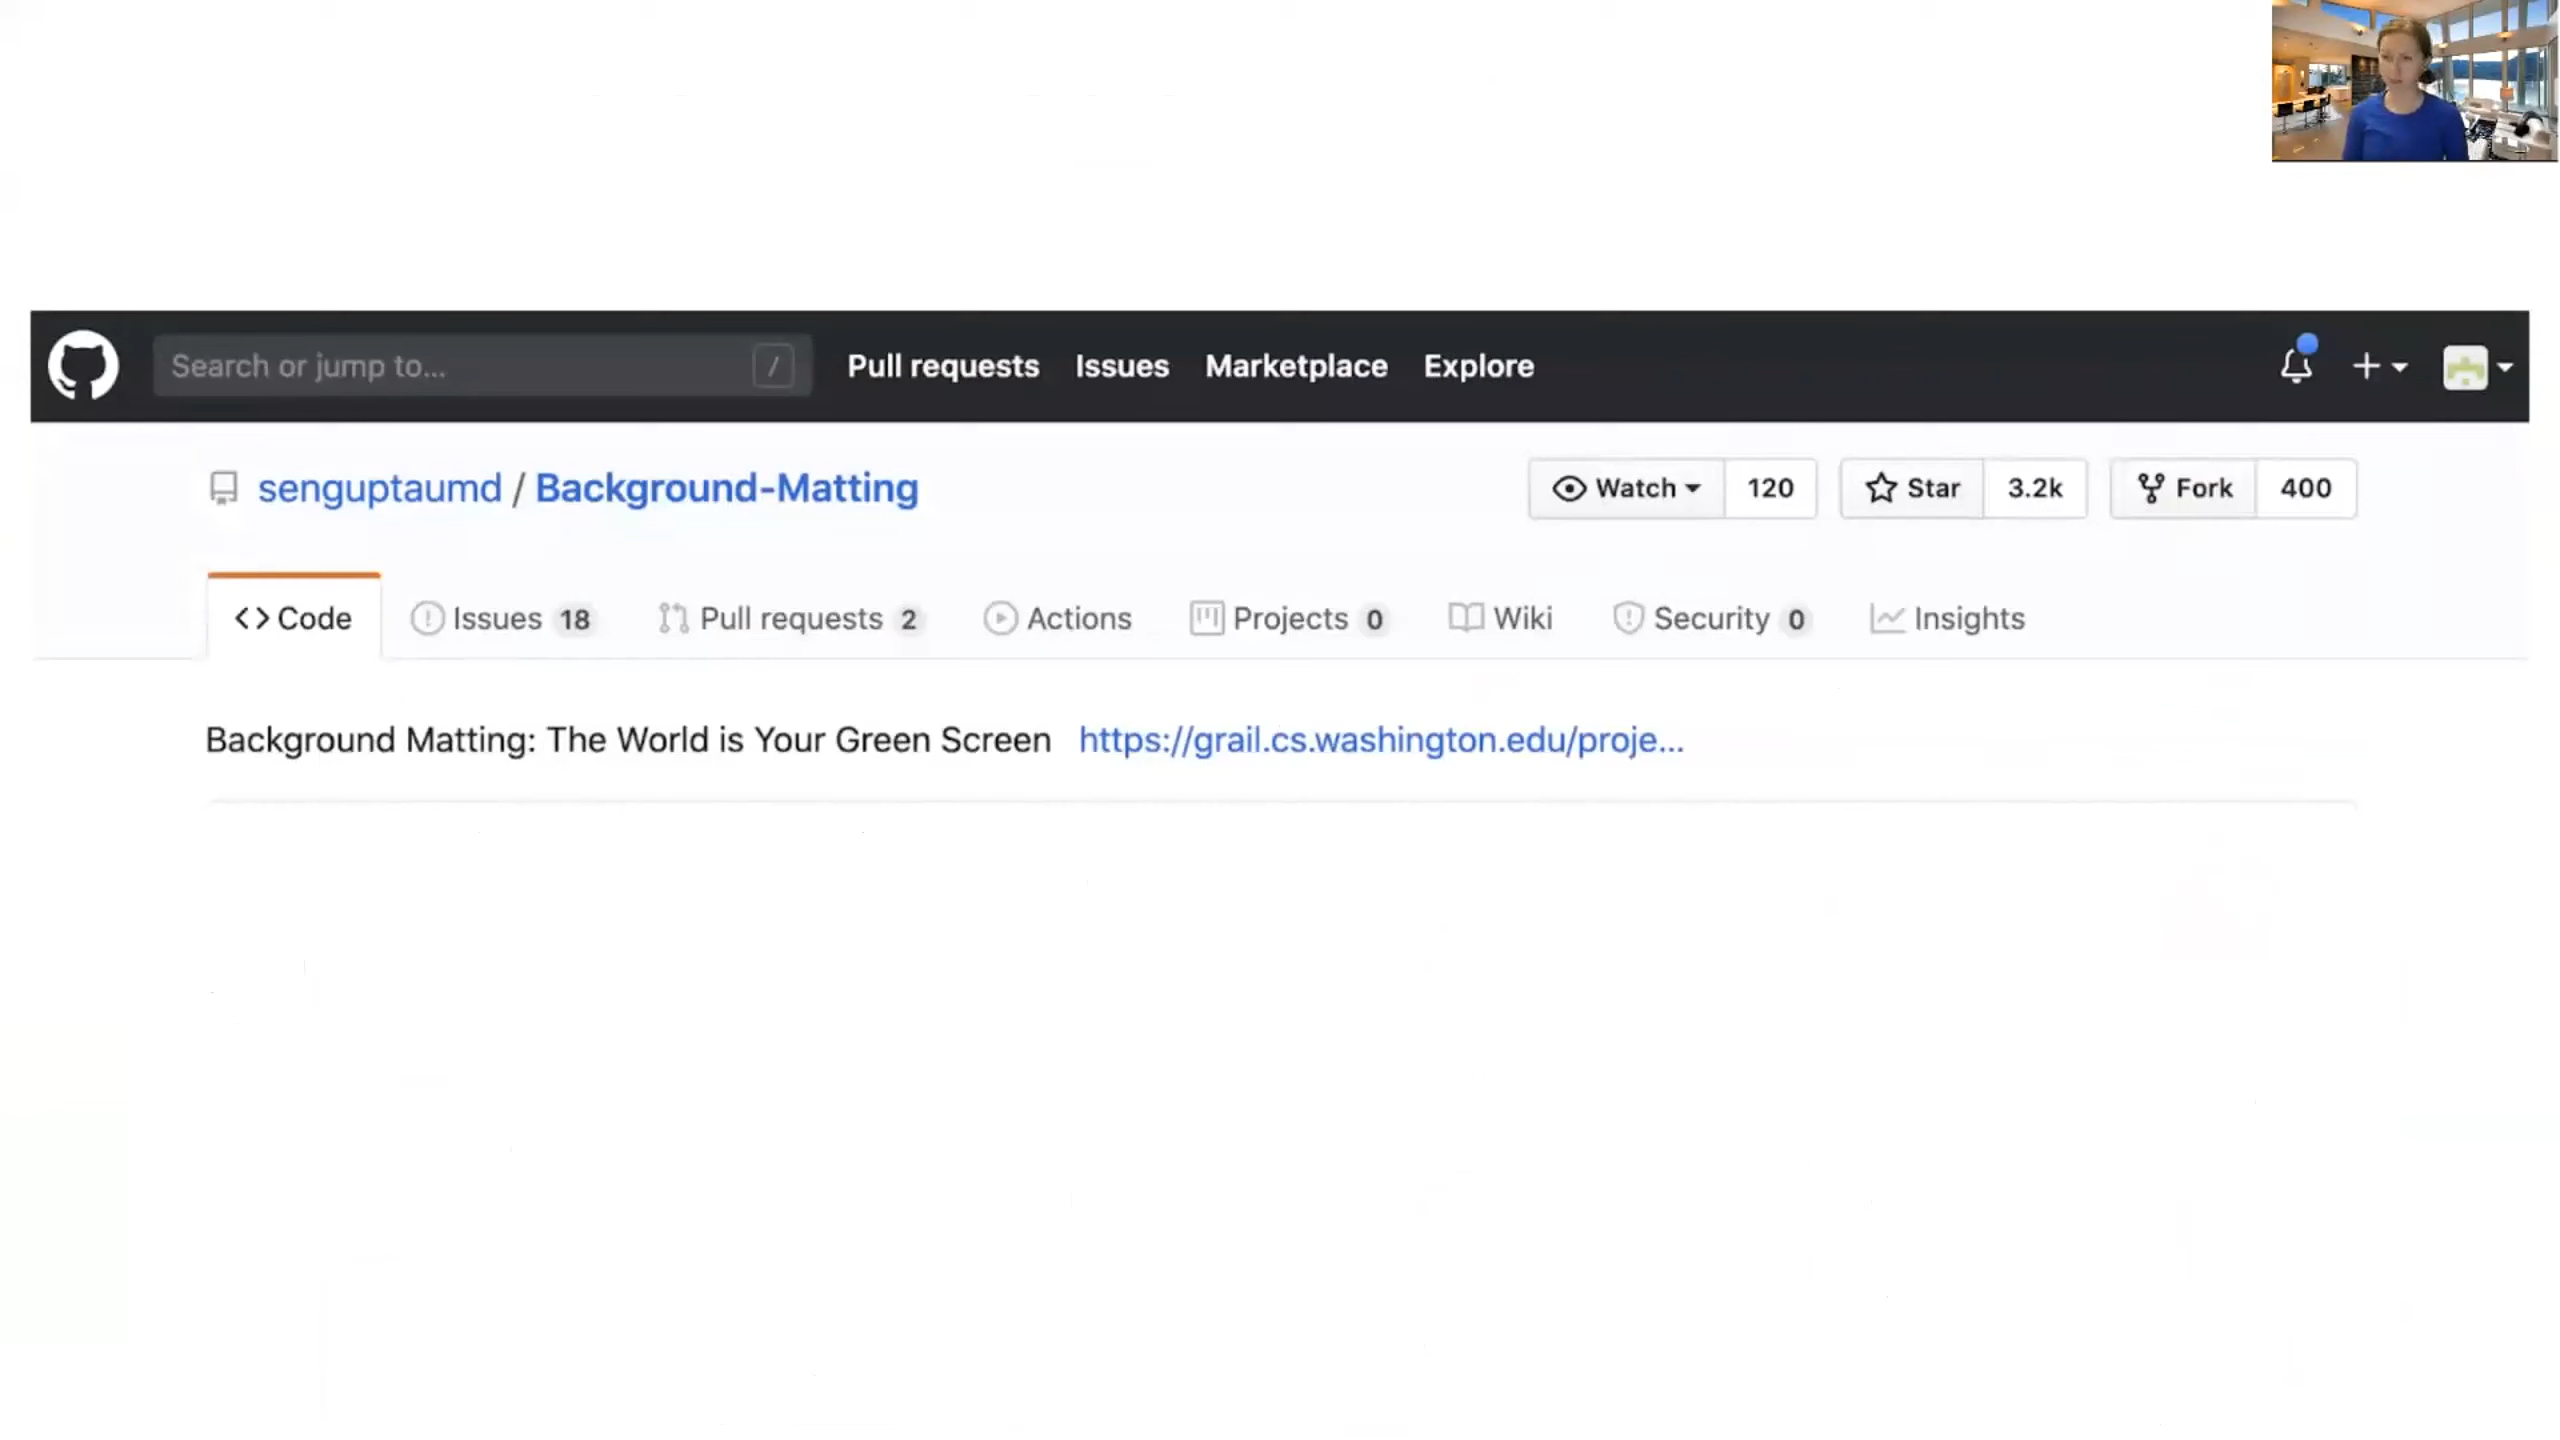 Search or jump to... /
Pull requests Issues Marketplace Explore
senguptaumd / Background-Matting
Watch 120 Star 3.2k Fork 400
Code Issues 18 Pull requests 2 Actions Projects 0 Wiki Security 0 Insights
Background Matting: The World is Your Green Screen https://grail.cs.washington.edu/proje...